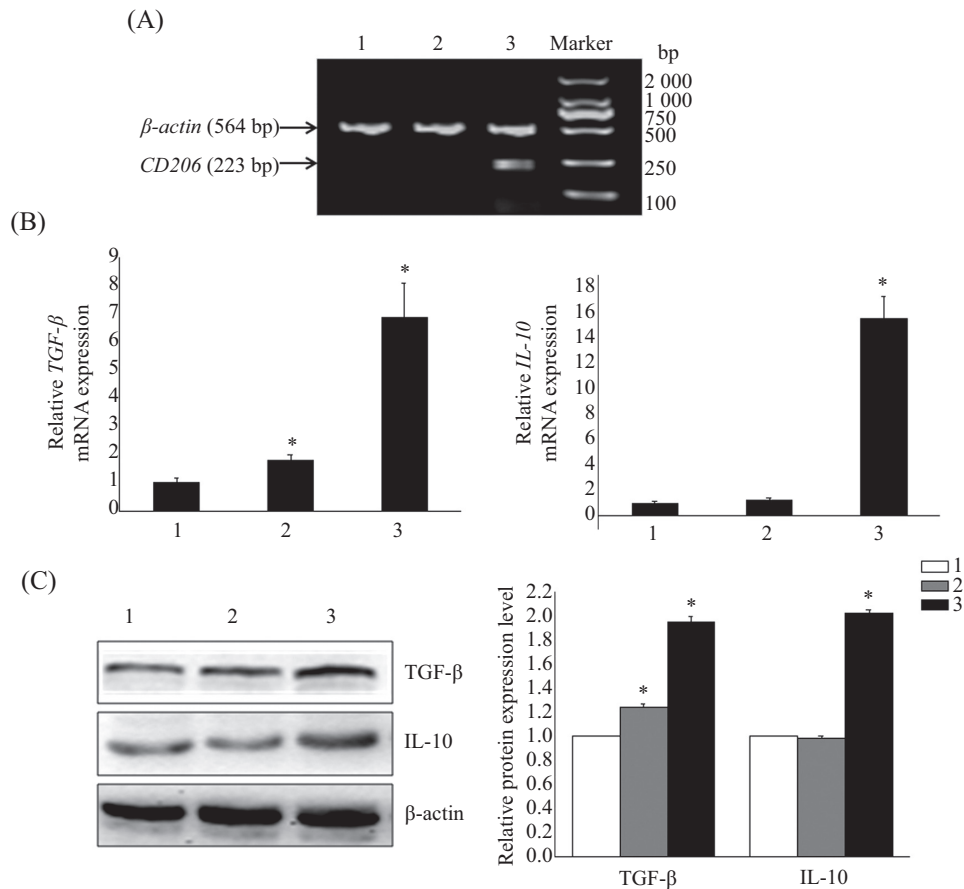 (A)
1 2 3 Marker bp
2 000
1 000
750
β-actin (564 bp) 500
CD206 (223 bp) 250
100
(B)
Relative TGF-β
mRNA expression
9
8
7
6
5
4
3
2
1
0
* *
1 2 3
Relative IL-10
mRNA expression
18
16
14
12
10
8
6
4
2
0
*
1 2 3
(C)
1 2 3
TGF-β
IL-10
β-actin
1
2
3
Relative protein expression level
2.2
2.0
1.8
1.6
1.4
1.2
1.0
0.8
0.6
0.4
0.2
0.0
* * *
TGF-β IL-10